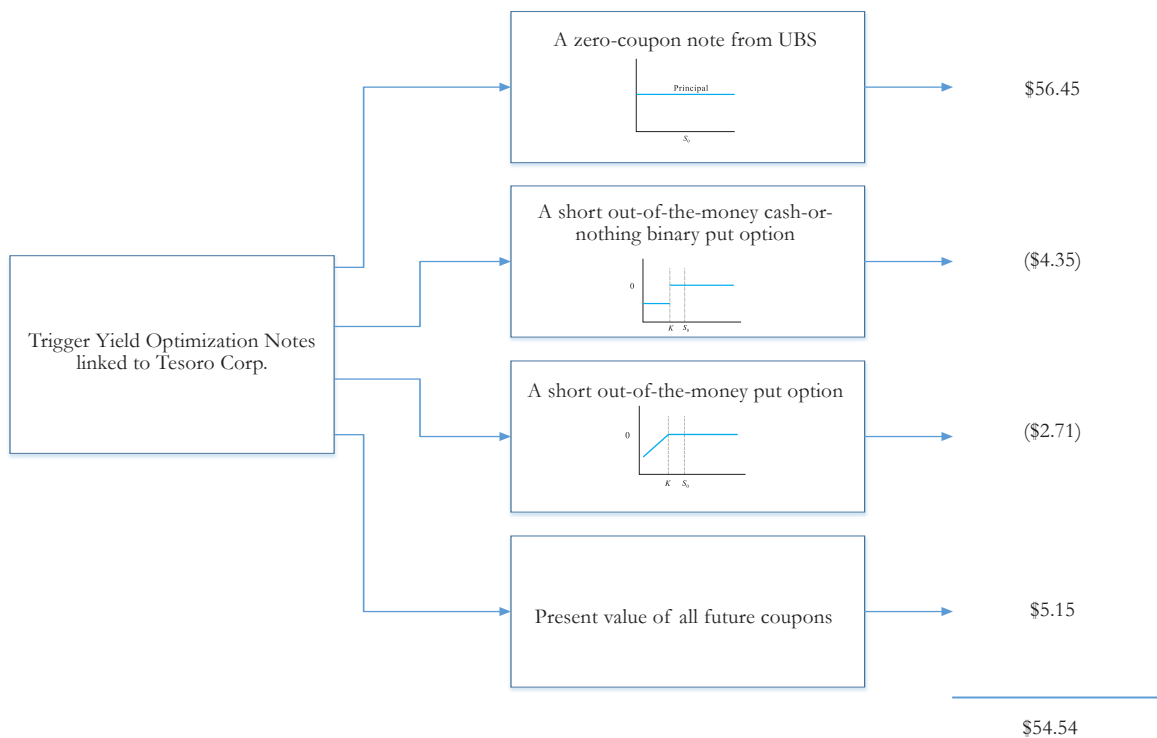 A zero-coupon note from UBS
Principal
S0
$56.45
A short out-of-the-money cash-or-
nothing binary put option
0
K S0
($4.35)
Trigger Yield Optimization Notes
linked to Tesoro Corp.
A short out-of-the-money put option
0
K S0
($2.71)
Present value of all future coupons
$5.15
$54.54